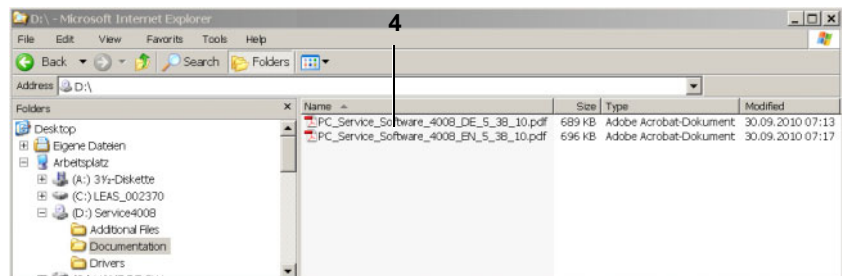 D:\ - Microsoft Internet Explorer
4
File Edit View Favorits Tools Help
Back Search Folders
Address D:\
Folders × Name Size Type Modified
Desktop
PC_Service_Software_4008_DE_5_38_10.pdf 689 KB Adobe Acrobat-Dokument 30.09.2010 07:13
Eigene Dateien
PC_Service_Software_4008_EN_5_38_10.pdf 696 KB Adobe Acrobat-Dokument 30.09.2010 07:17
Arbeitsplatz
(A:) 3½-Diskette
(C:) LEAS_002370
(D:) Service4008
Additional Files
Documentation
Drivers